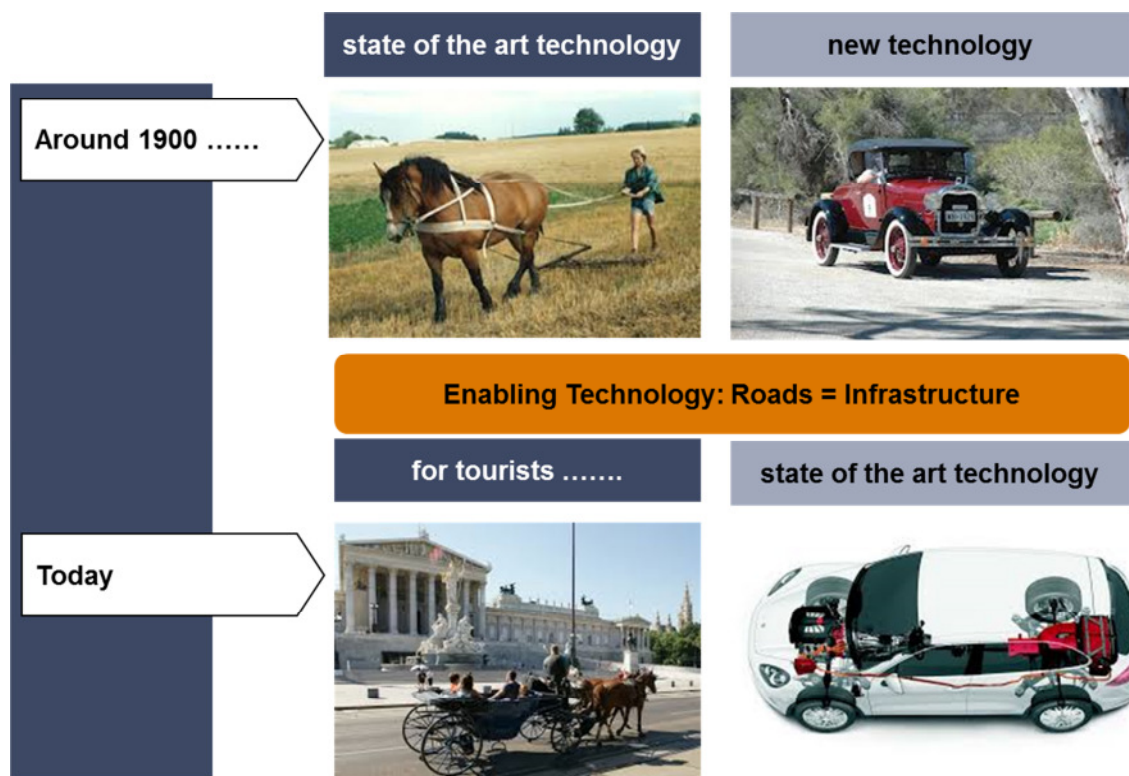 state of the art technology
new technology
Around 1900 ......
Enabling Technology: Roads = Infrastructure
for tourists .......
state of the art technology
Today